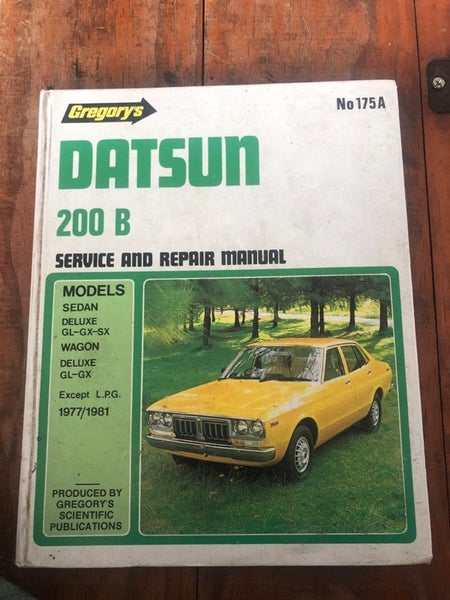 Gregory's
No 175A
DATSUN
200 B
SERVICE AND REPAIR MANUAL
MODELS
SEDAN
DELUXE
GL-GX-SX
WAGON
DELUXE
GL-GX
Except L.P.G.
1977/1981
PRODUCED BY
GREGORY'S
SCIENTIFIC
PUBLICATIONS